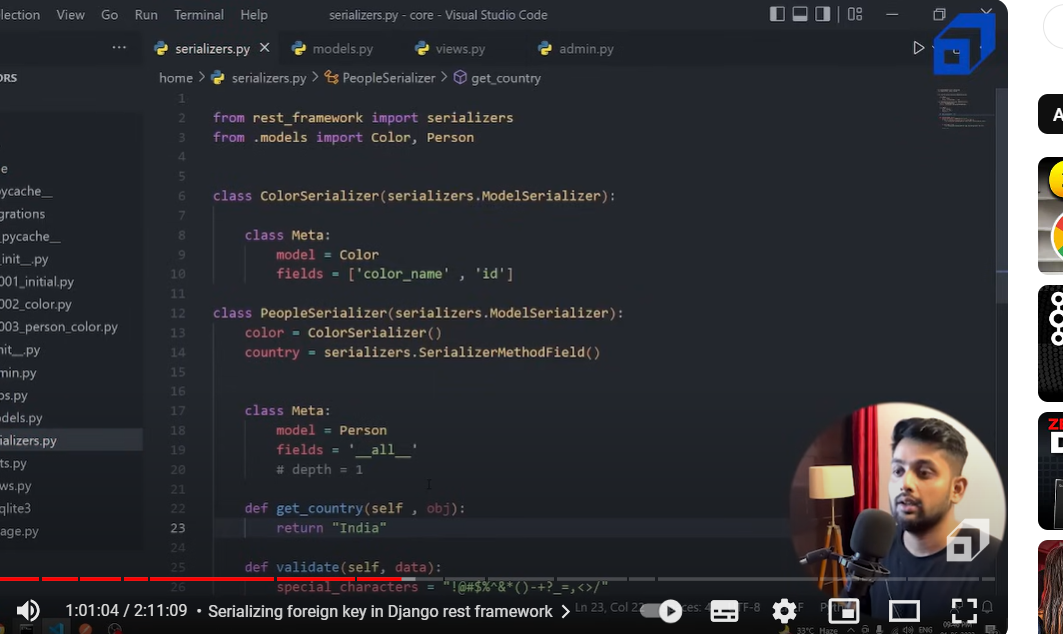 View Go Run Terminal Help serializers.py - core - Visual Studio Code
serializers.py models.py views.py admin.py
home > serializers.py > PeopleSerializer > get_country
1
2 from rest_framework import serializers
3 from .models import Color, Person
4
5
6 class ColorSerializer(serializers.ModelSerializer):
7
8 class Meta:
9 model = Color
10 fields = ['color_name' , 'id']
11
12 class PeopleSerializer(serializers.ModelSerializer):
13 color = ColorSerializer()
14 country = serializers.SerializerMethodField()
15
16
17 class Meta:
18 model = Person
19 fields = '__all__'
20 # depth = 1
21
22 def get_country(self , obj):
23 return "India"
24
25 def validate(self, data):
26 special_characters = "!@#$%^&*()-+?_=,<>/"
ORS
e
ycache__
grations
pycache__
init__.py
001_initial.py
002_color.py
003_person_color.py
nit__.py
min.py
ps.py
dels.py
ializers.py
ts.py
ws.py
qlite3
age.py
1:01:04 / 2:11:09 • Serializing foreign key in Django rest framework >
Ln 23, Col 22
33°C Haze
ENG